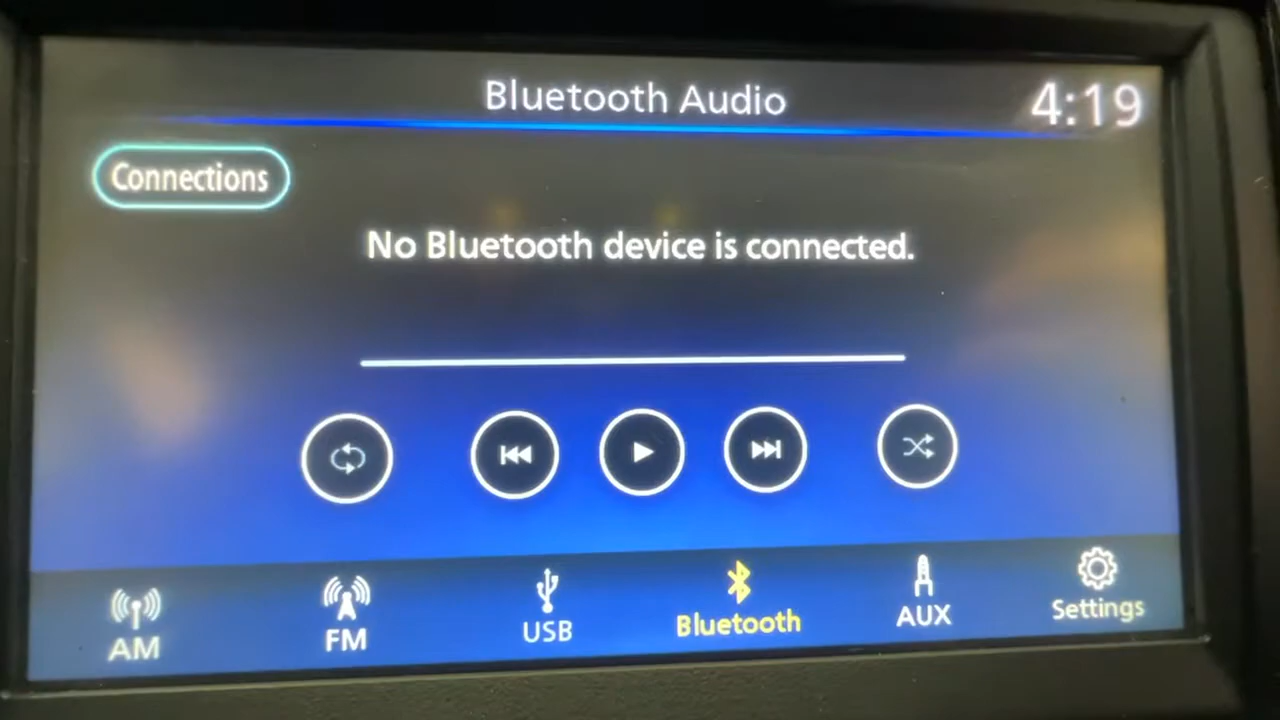 Bluetooth Audio
4:19
Connections
No Bluetooth device is connected.
AM
FM
USB
Bluetooth
AUX
Settings